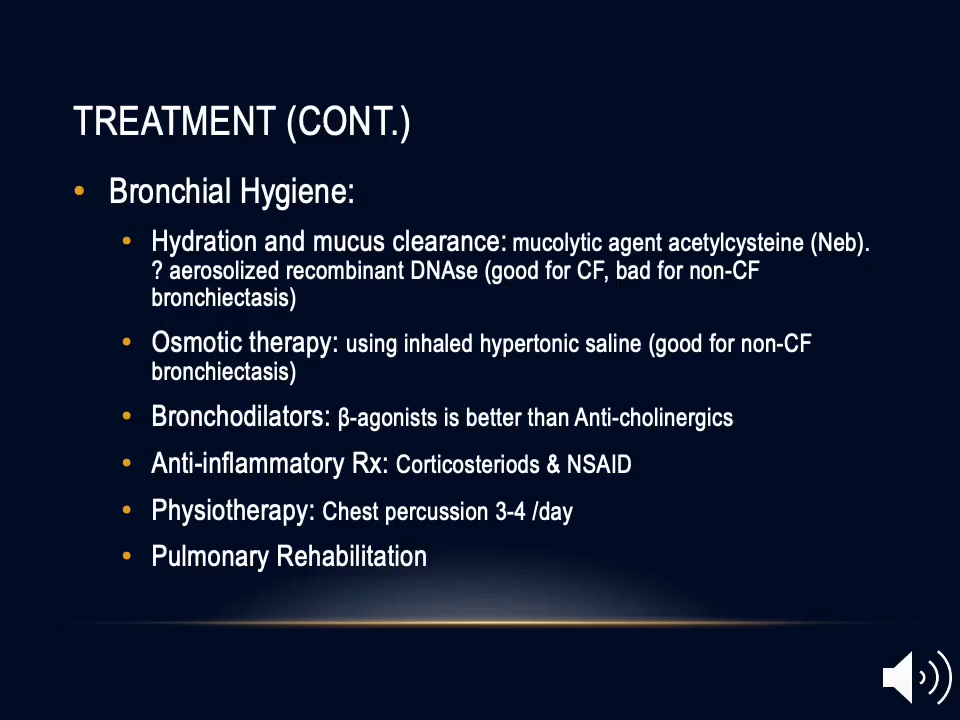 TREATMENT (CONT.)
• Bronchial Hygiene:
• Hydration and mucus clearance: mucolytic agent acetylcysteine (Neb).
? aerosolized recombinant DNAse (good for CF, bad for non-CF
bronchiectasis)
• Osmotic therapy: using inhaled hypertonic saline (good for non-CF
bronchiectasis)
• Bronchodilators: β-agonists is better than Anti-cholinergics
• Anti-inflammatory Rx: Corticosteriods & NSAID
• Physiotherapy: Chest percussion 3-4 /day
• Pulmonary Rehabilitation